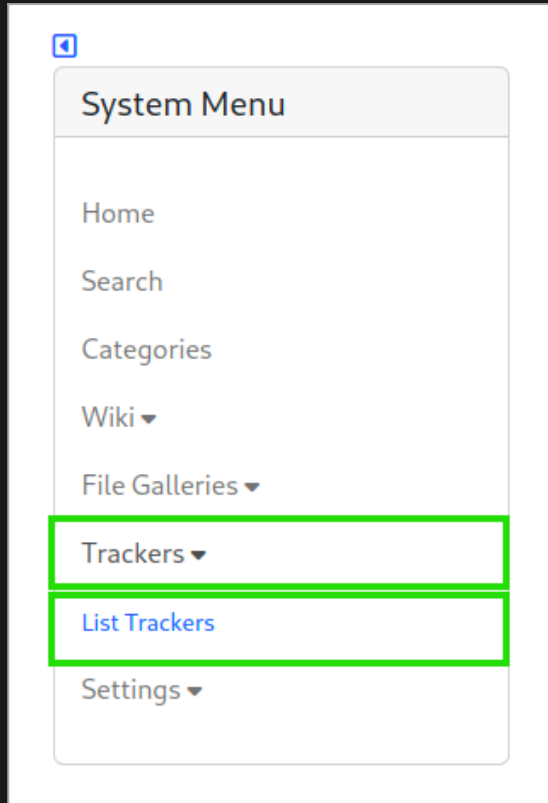 System Menu
Home
Search
Categories
Wiki
File Galleries
Trackers
List Trackers
Settings